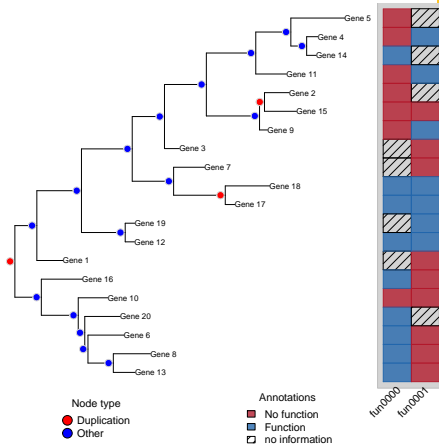 Gene 5
Gene 4
Gene 14
Gene 11
Gene 2
Gene 15
Gene 9
Gene 3
Gene 7
Gene 18
Gene 17
Gene 19
Gene 12
Gene 1
Gene 16
Gene 10
Gene 20
Gene 6
Gene 8
Gene 13
fun0000
fun0001
Node type
Duplication
Other
Annotations
No function
Function
no information